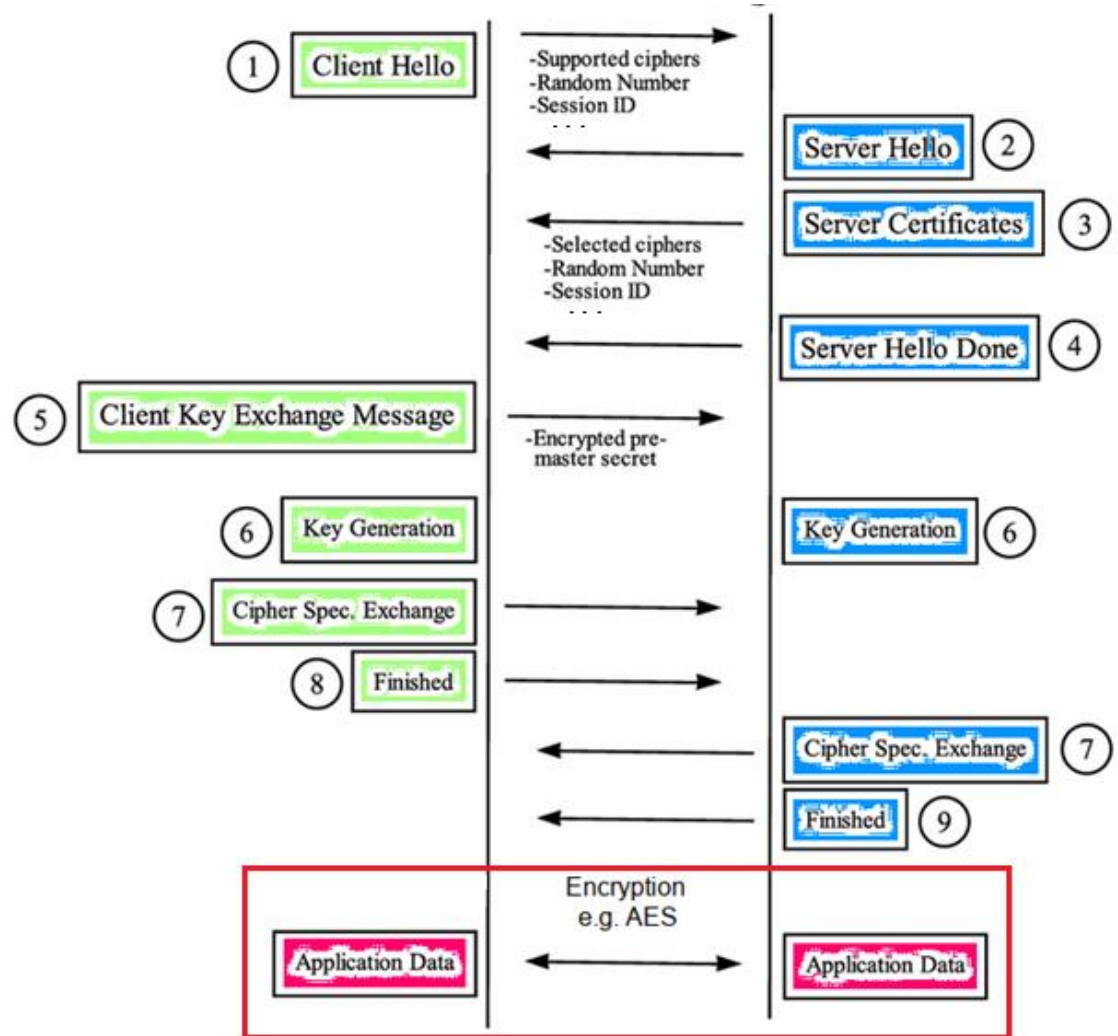 1 Client Hello
-Supported ciphers
-Random Number
-Session ID
. . .
Server Hello 2
Server Certificates 3
-Selected ciphers
-Random Number
-Session ID
. . .
Server Hello Done 4
5 Client Key Exchange Message
-Encrypted pre-
master secret
6 Key Generation
Key Generation 6
7 Cipher Spec. Exchange
8 Finished
Cipher Spec. Exchange 7
Finished 9
Encryption
e.g. AES
Application Data
Application Data